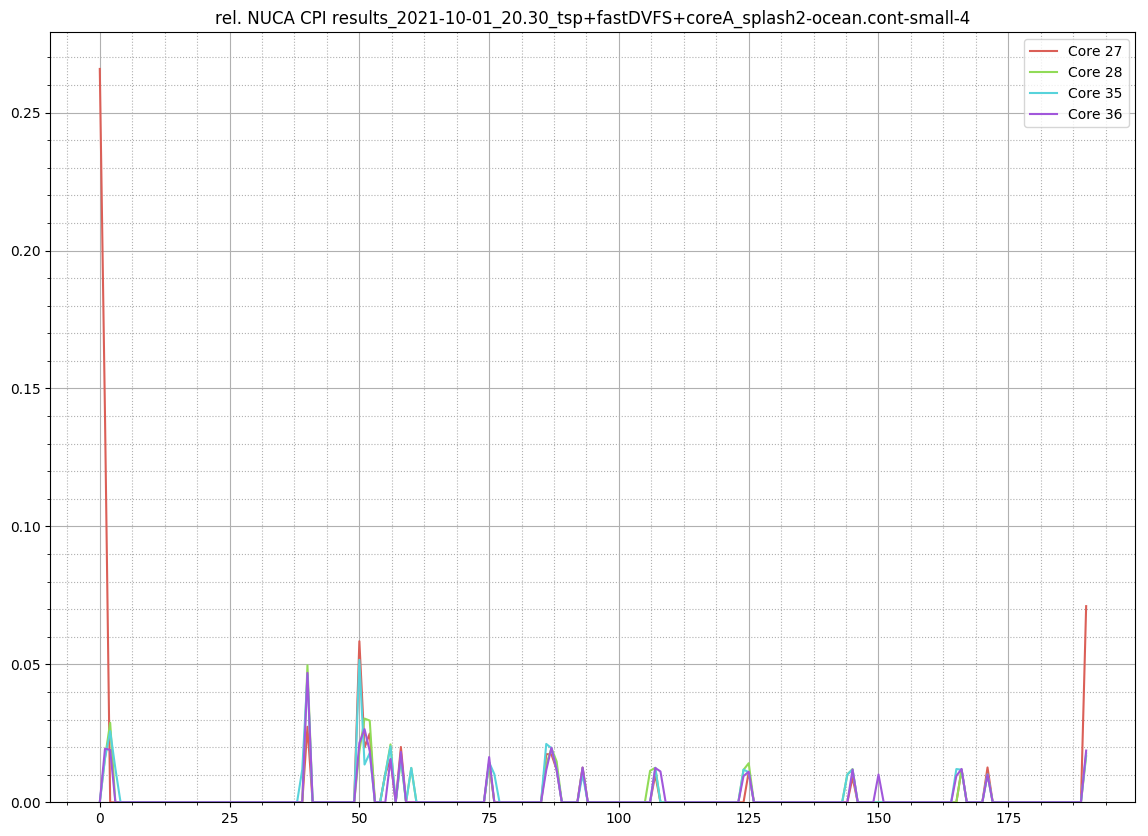 rel. NUCA CPI results_2021-10-01_20.30_tsp+fastDVFS+coreA_splash2-ocean.cont-small-4
Core 27
Core 28
Core 35
Core 36
0.25
0.20
0.15
0.10
0.05
0.00
0 25 50 75 100 125 150 175